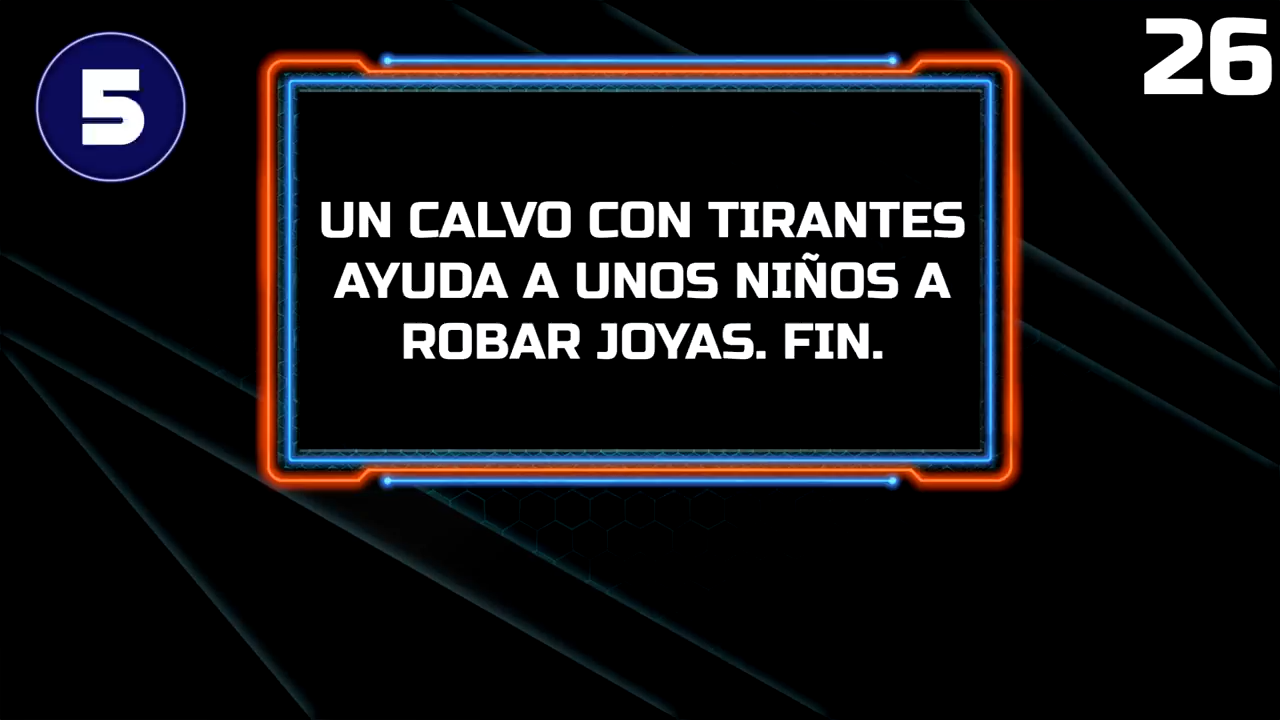 5
26
UN CALVO CON TIRANTES
AYUDA A UNOS NIÑOS A
ROBAR JOYAS. FIN.